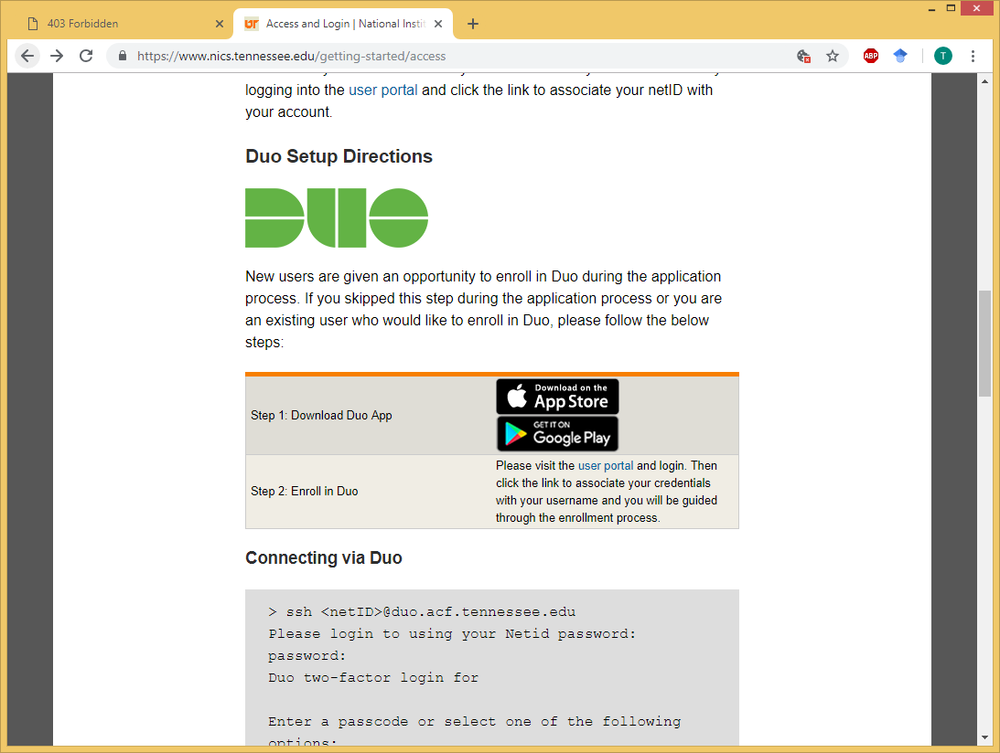 403 Forbidden
Access and Login | National Instit
https://www.nics.tennessee.edu/getting-started/access
ABP
T
logging into the user portal and click the link to associate your netID with
your account.
Duo Setup Directions
DUO
New users are given an opportunity to enroll in Duo during the application
process. If you skipped this step during the application process or you are
an existing user who would like to enroll in Duo, please follow the below
steps:
Step 1: Download Duo App
Download on the
App Store
GET IT ON
Google Play
Step 2: Enroll in Duo
Please visit the user portal and login. Then
click the link to associate your credentials
with your username and you will be guided
through the enrollment process.
Connecting via Duo
> ssh <netID>@duo.acf.tennessee.edu
Please login to using your Netid password:
password:
Duo two-factor login for
Enter a passcode or select one of the following
options: